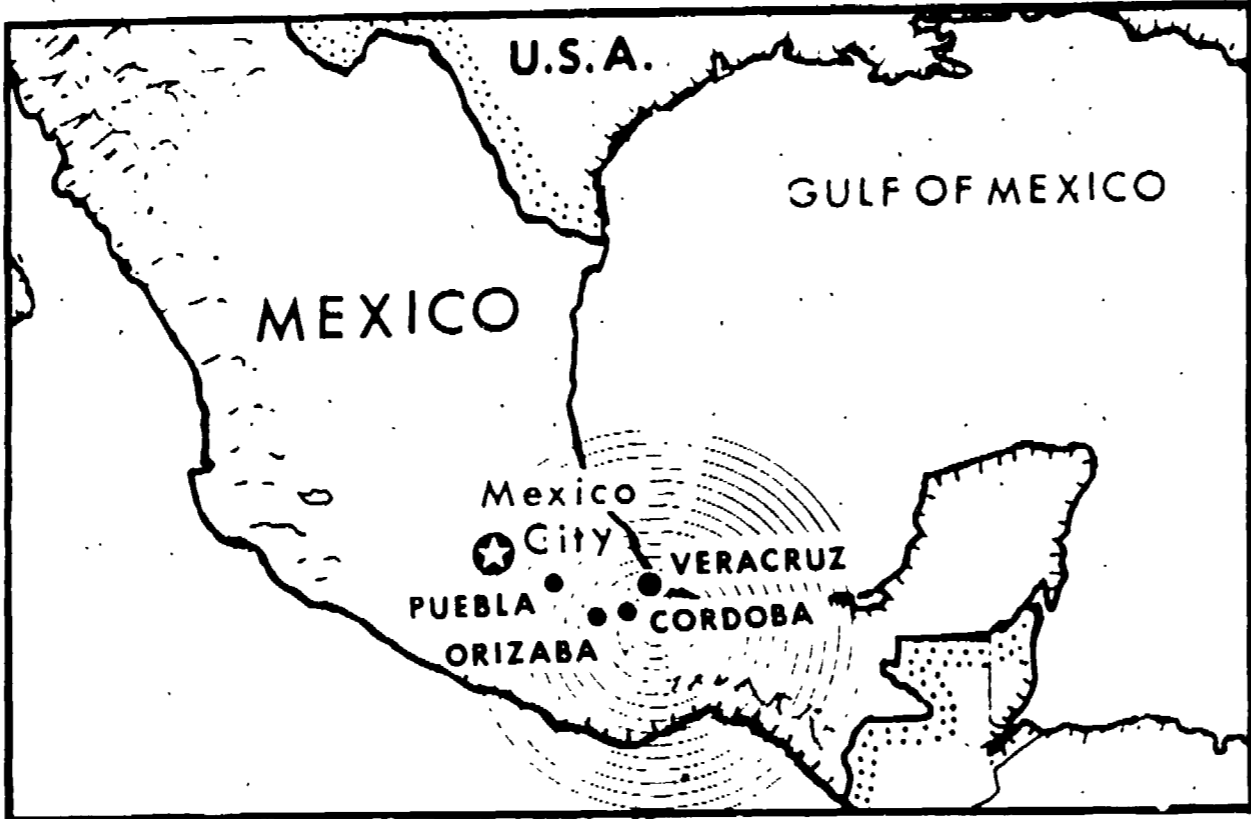 U.S.A.
GULF OF MEXICO
MEXICO
Mexico
City
VERACRUZ
PUEBLA
CORDOBA
ORIZABA